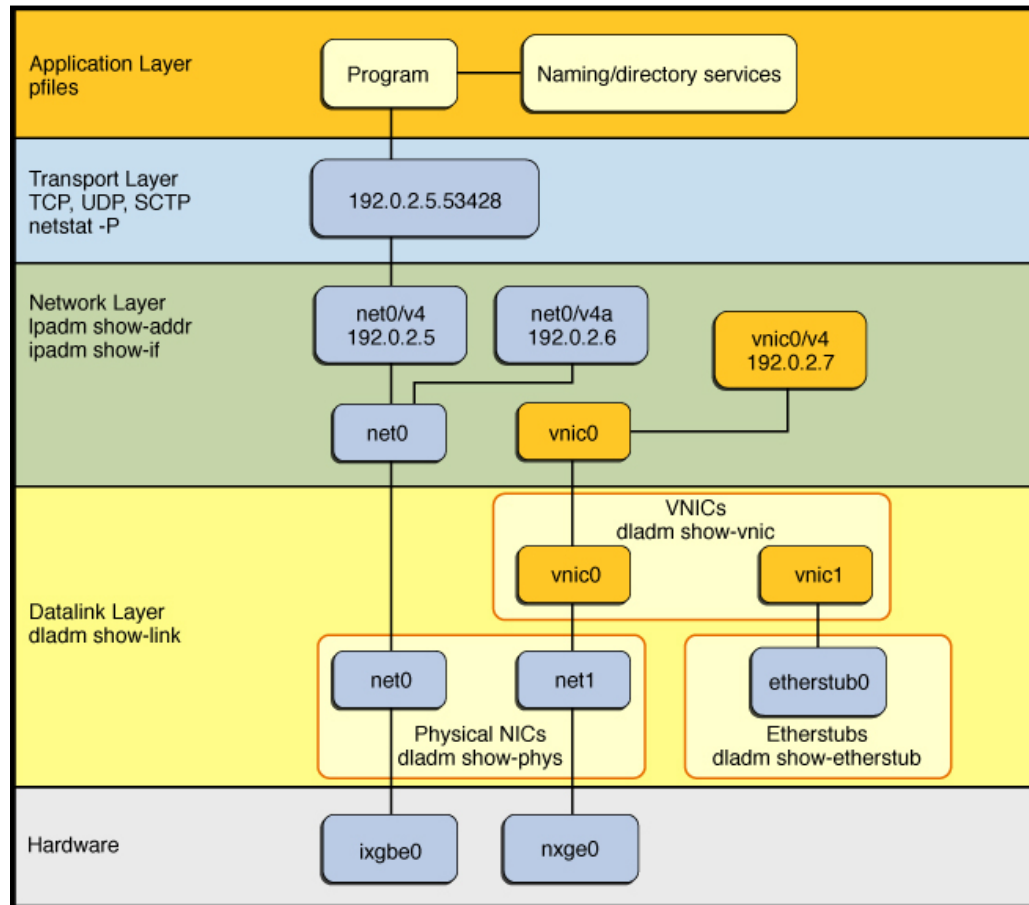 Application Layer
pfiles
Program
Naming/directory services
Transport Layer
TCP, UDP, SCTP
netstat -P
192.0.2.5.53428
Network Layer
Ipadm show-addr
ipadm show-if
net0/v4
192.0.2.5
net0/v4a
192.0.2.6
vnic0/v4
192.0.2.7
net0
vnic0
VNICs
dladm show-vnic
vnic0
vnic1
Datalink Layer
dladm show-link
net0
net1
etherstub0
Physical NICs
dladm show-phys
Etherstubs
dladm show-etherstub
Hardware
ixgbe0
nxge0